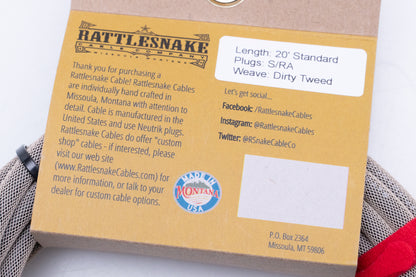 RATTLESNAKE
CABLE COMPANY
MISSOULA MONTANA
Thank you for purchasing a
Rattlesnake Cable! Rattlesnake Cables
are individually hand crafted in
Missoula, Montana with attention to
detail. Cable is manufactured in the
United States and use Neutrik plugs.
Rattlesnake Cables do offer "custom
shop" cables - if interested, please
visit our web site
(www.RattlesnakeCables.com) for
more information, or talk to your
dealer for custom cable options.
MADE IN
MONTANA
USA
Length: 20' Standard
Plugs: S/RA
Weave: Dirty Tweed
Let's get social...
Facebook: /RattlesnakeCables
Instagram: @RattlesnakeCables
Twitter: @RSnakeCableCo
P.O. Box 2364
Missoula, MT 59806